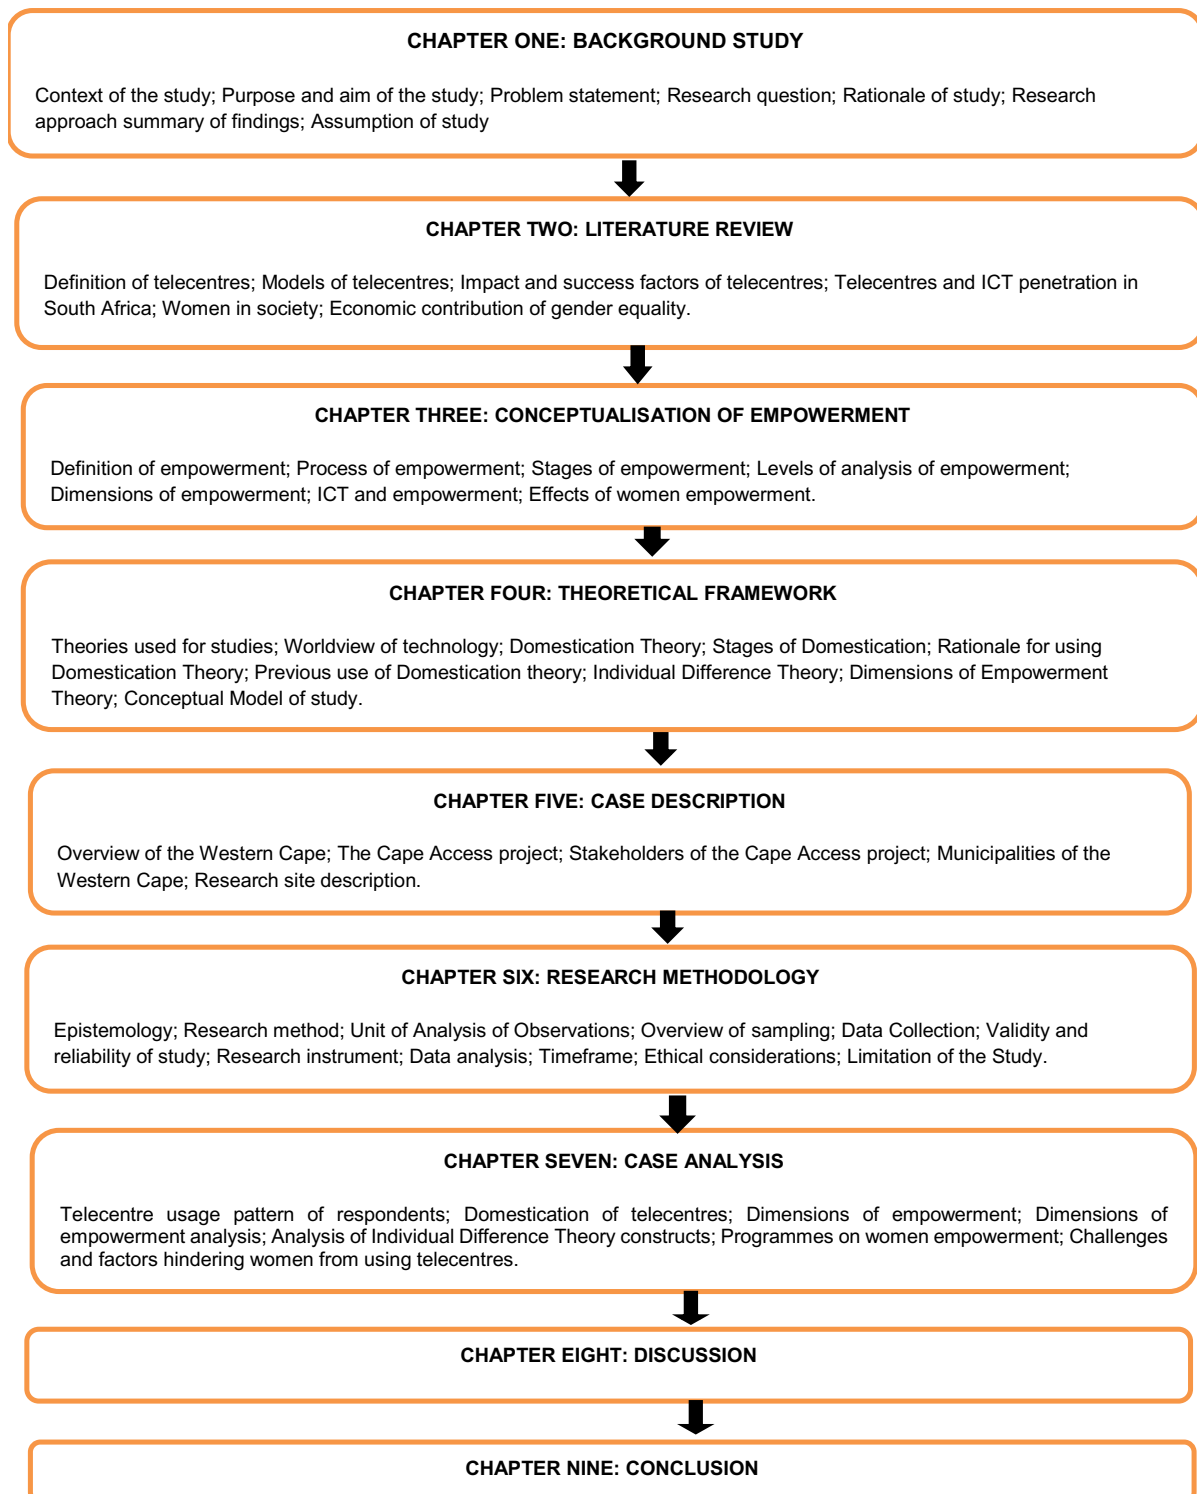 CHAPTER ONE: BACKGROUND STUDY
Context of the study; Purpose and aim of the study; Problem statement; Research question; Rationale of study; Research
approach summary of findings; Assumption of study
CHAPTER TWO: LITERATURE REVIEW
Definition of telecentres; Models of telecentres; Impact and success factors of telecentres; Telecentres and ICT penetration in
South Africa; Women in society; Economic contribution of gender equality.
CHAPTER THREE: CONCEPTUALISATION OF EMPOWERMENT
Definition of empowerment; Process of empowerment; Stages of empowerment; Levels of analysis of empowerment;
Dimensions of empowerment; ICT and empowerment; Effects of women empowerment.
CHAPTER FOUR: THEORETICAL FRAMEWORK
Theories used for studies; Worldview of technology; Domestication Theory; Stages of Domestication; Rationale for using
Domestication Theory; Previous use of Domestication theory; Individual Difference Theory; Dimensions of Empowerment
Theory; Conceptual Model of study.
CHAPTER FIVE: CASE DESCRIPTION
Overview of the Western Cape; The Cape Access project; Stakeholders of the Cape Access project; Municipalities of the
Western Cape; Research site description.
CHAPTER SIX: RESEARCH METHODOLOGY
Epistemology; Research method; Unit of Analysis of Observations; Overview of sampling; Data Collection; Validity and
reliability of study; Research instrument; Data analysis; Timeframe; Ethical considerations; Limitation of the Study.
CHAPTER SEVEN: CASE ANALYSIS
Telecentre usage pattern of respondents; Domestication of telecentres; Dimensions of empowerment; Dimensions of
empowerment analysis; Analysis of Individual Difference Theory constructs; Programmes on women empowerment; Challenges
and factors hindering women from using telecentres.
CHAPTER EIGHT: DISCUSSION
CHAPTER NINE: CONCLUSION